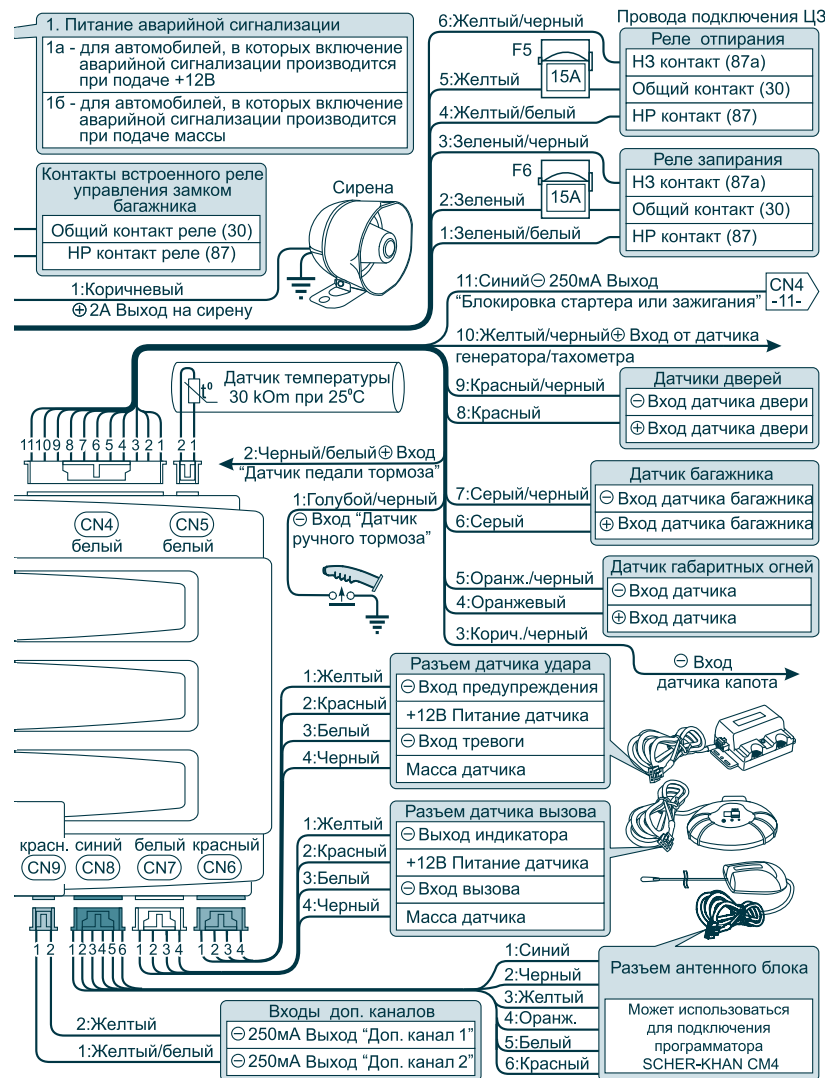 1. Питание аварийной сигнализации
1а - для автомобилей, в которых включение
аварийной сигнализации производится
при подаче +12В
1б - для автомобилей, в которых включение
аварийной сигнализации производится
при подаче массы
Контакты встроенного реле
управления замком
багажника
Общий контакт реле (30)
НР контакт реле (87)
Сирена
1:Коричневый
⊕2А Выход на сирену
6:Желтый/черный
F5
15А
5:Желтый
4:Желтый/белый
3:Зеленый/черный
F6
15А
2:Зеленый
1:Зеленый/белый
Провода подключения ЦЗ
Реле отпирания
НЗ контакт (87а)
Общий контакт (30)
НР контакт (87)
Реле запирания
НЗ контакт (87а)
Общий контакт (30)
НР контакт (87)
11:Синий⊖ 250мА Выход
“Блокировка стартера или зажигания”
CN4
-11-
10:Желтый/черный⊕ Вход от датчика
генератора/тахометра
Датчик температуры
30 kOm при 25⁰С
t⁰
9:Красный/черный
8:Красный
Датчики дверей
⊖Вход датчика двери
⊕Вход датчика двери
11 10 9 8 7 6 5 4 3 2 1
2 1
2:Черный/белый⊕ Вход
“Датчик педали тормоза”
1:Голубой/черный
⊖ Вход “Датчик
ручного тормоза”
7:Серый/черный
6:Серый
Датчик багажника
⊖ Вход датчика багажника
⊕ Вход датчика багажника
CN4
белый
CN5
белый
5:Оранж./черный
4:Оранжевый
Датчик габаритных огней
⊖Вход датчика
⊕Вход датчика
3:Корич./черный
⊖ Вход
датчика капота
1:Желтый
2:Красный
3:Белый
4:Черный
Разъем датчика удара
⊖Вход предупреждения
+12В Питание датчика
⊖Вход тревоги
Масса датчика
1:Желтый
2:Красный
3:Белый
4:Черный
Разъем датчика вызова
⊖Выход индикатора
+12В Питание датчика
⊖Вход вызова
Масса датчика
красн. синий белый красный
CN9 CN8 CN7 CN6
1 2
1 2 3 4 5 6
1 2 3 4
1 2 3 4
1:Синий
2:Черный
3:Желтый
4:Оранж.
5:Белый
6:Красный
Разъем антенного блока
Может использоваться
для подключения
программатора
SCHER-KHAN CM4
2:Желтый
1:Желтый/белый
Входы доп. каналов
⊖250мА Выход “Доп. канал 1”
⊖250мА Выход “Доп. канал 2”